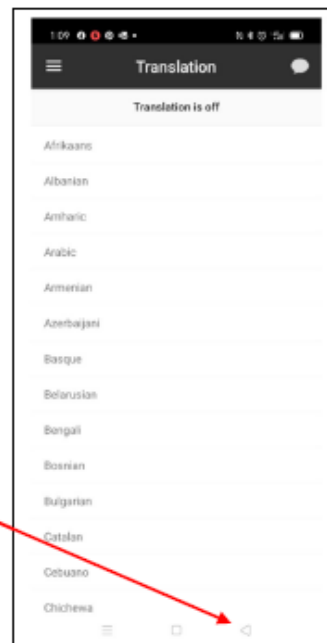 1:09
Translation
Translation is off
Afrikaans
Albanian
Amharic
Arabic
Armenian
Azerbaijani
Basque
Belarusian
Bengali
Bosnian
Bulgarian
Catalan
Cebuano
Chichewa